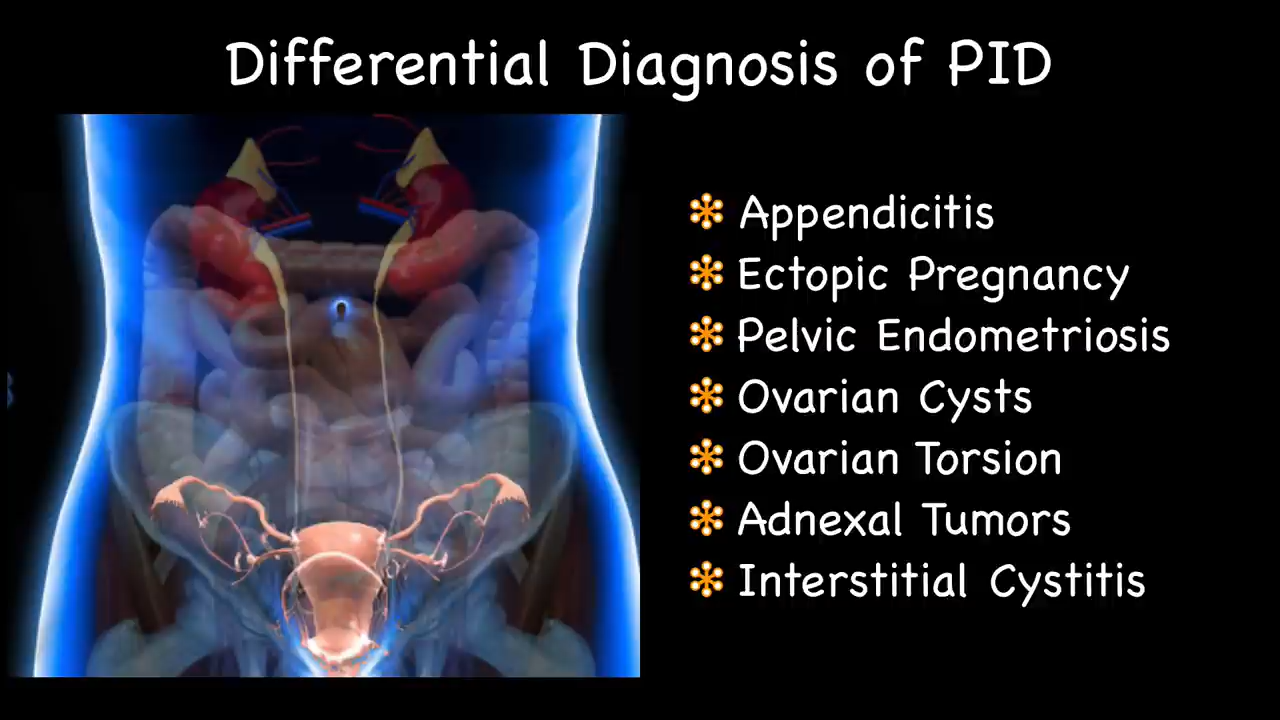 Differential Diagnosis of PID
Appendicitis
Ectopic Pregnancy
Pelvic Endometriosis
Ovarian Cysts
Ovarian Torsion
Adnexal Tumors
Interstitial Cystitis